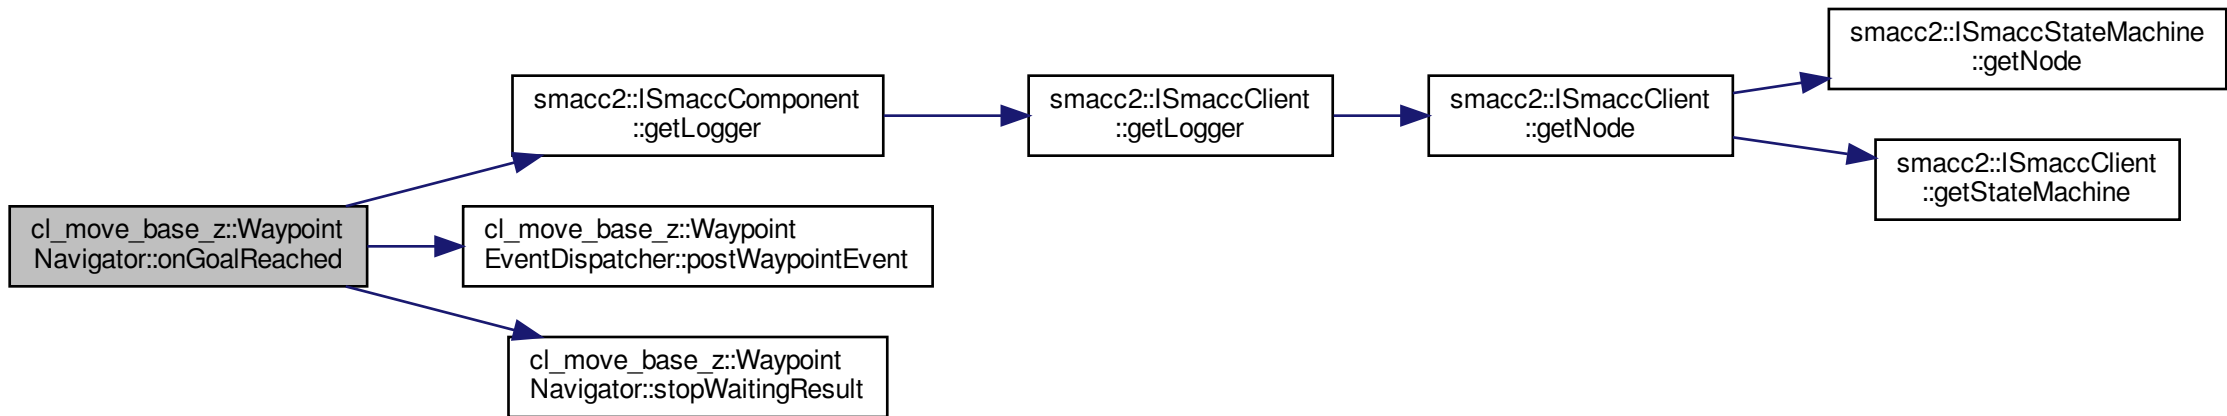 cl_move_base_z::Waypoint
Navigator::onGoalReached
smacc2::ISmaccComponent
::getLogger
cl_move_base_z::Waypoint
EventDispatcher::postWaypointEvent
cl_move_base_z::Waypoint
Navigator::stopWaitingResult
smacc2::ISmaccClient
::getLogger
smacc2::ISmaccClient
::getNode
smacc2::ISmaccStateMachine
::getNode
smacc2::ISmaccClient
::getStateMachine